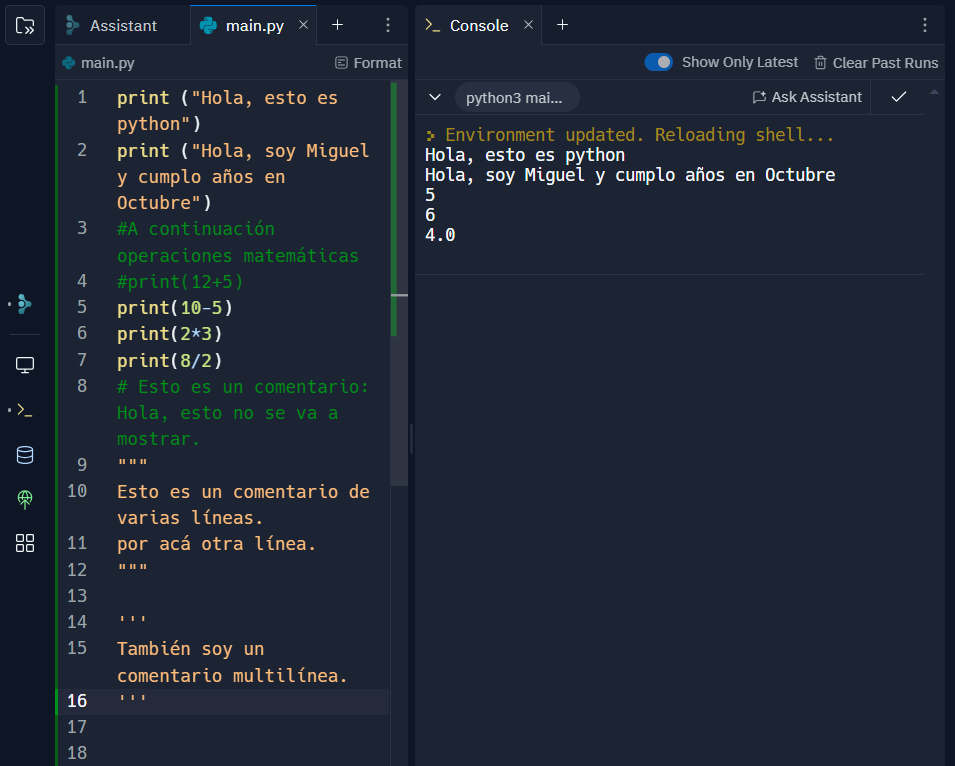 Assistant
main.py
main.py
Format
1 print ("Hola, esto es
python")
2 print ("Hola, soy Miguel
y cumplo años en
Octubre")
3 #A continuación
operaciones matemáticas
4 #print(12+5)
5 print(10-5)
6 print(2*3)
7 print(8/2)
8 # Esto es un comentario:
Hola, esto no se va a
mostrar.
9 """
10 Esto es un comentario de
varias líneas.
11 por acá otra línea.
12 """
13
14 '''
15 También soy un
comentario multilínea.
16 '''
17
18
Console
Show Only Latest
Clear Past Runs
python3 mai...
Ask Assistant
Environment updated. Reloading shell...
Hola, esto es python
Hola, soy Miguel y cumplo años en Octubre
5
6
4.0